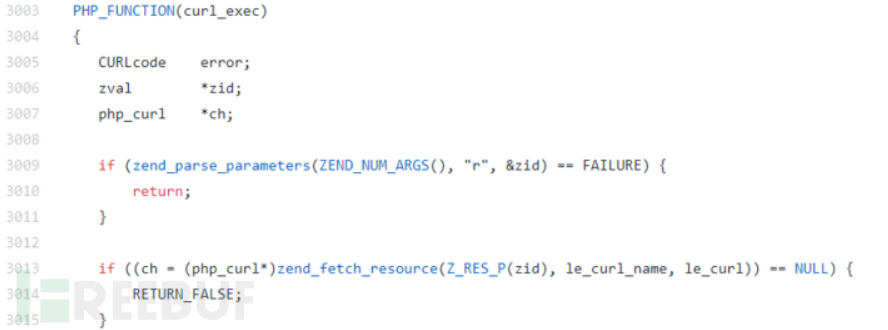 3003 PHP_FUNCTION(curl_exec)
3004 {
3005 CURLcode error;
3006 zval *zid;
3007 php_curl *ch;
3008
3009 if (zend_parse_parameters(ZEND_NUM_ARGS(), "r", &zid) == FAILURE) {
3010 return;
3011 }
3012
3013 if ((ch = (php_curl*)zend_fetch_resource(Z_RES_P(zid), le_curl_name, le_curl)) == NULL) {
3014 RETURN_FALSE;
3015 }
FREEBUF